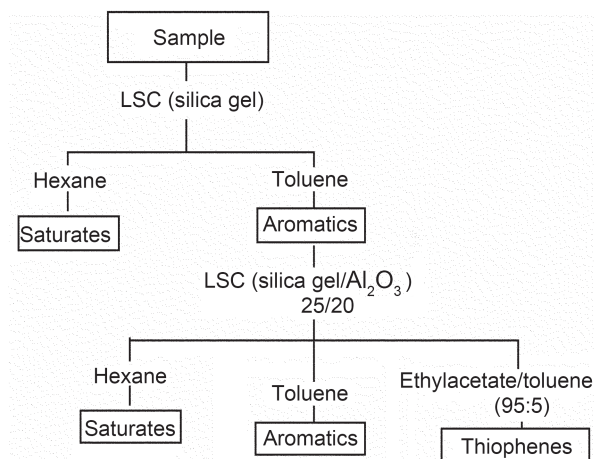 Sample
LSC (silica gel)
Hexane
Toluene
Saturates
Aromatics
LSC (silica gel/Al₂O₃)
25/20
Hexane
Toluene
Ethylacetate/toluene
(95:5)
Saturates
Aromatics
Thiophenes